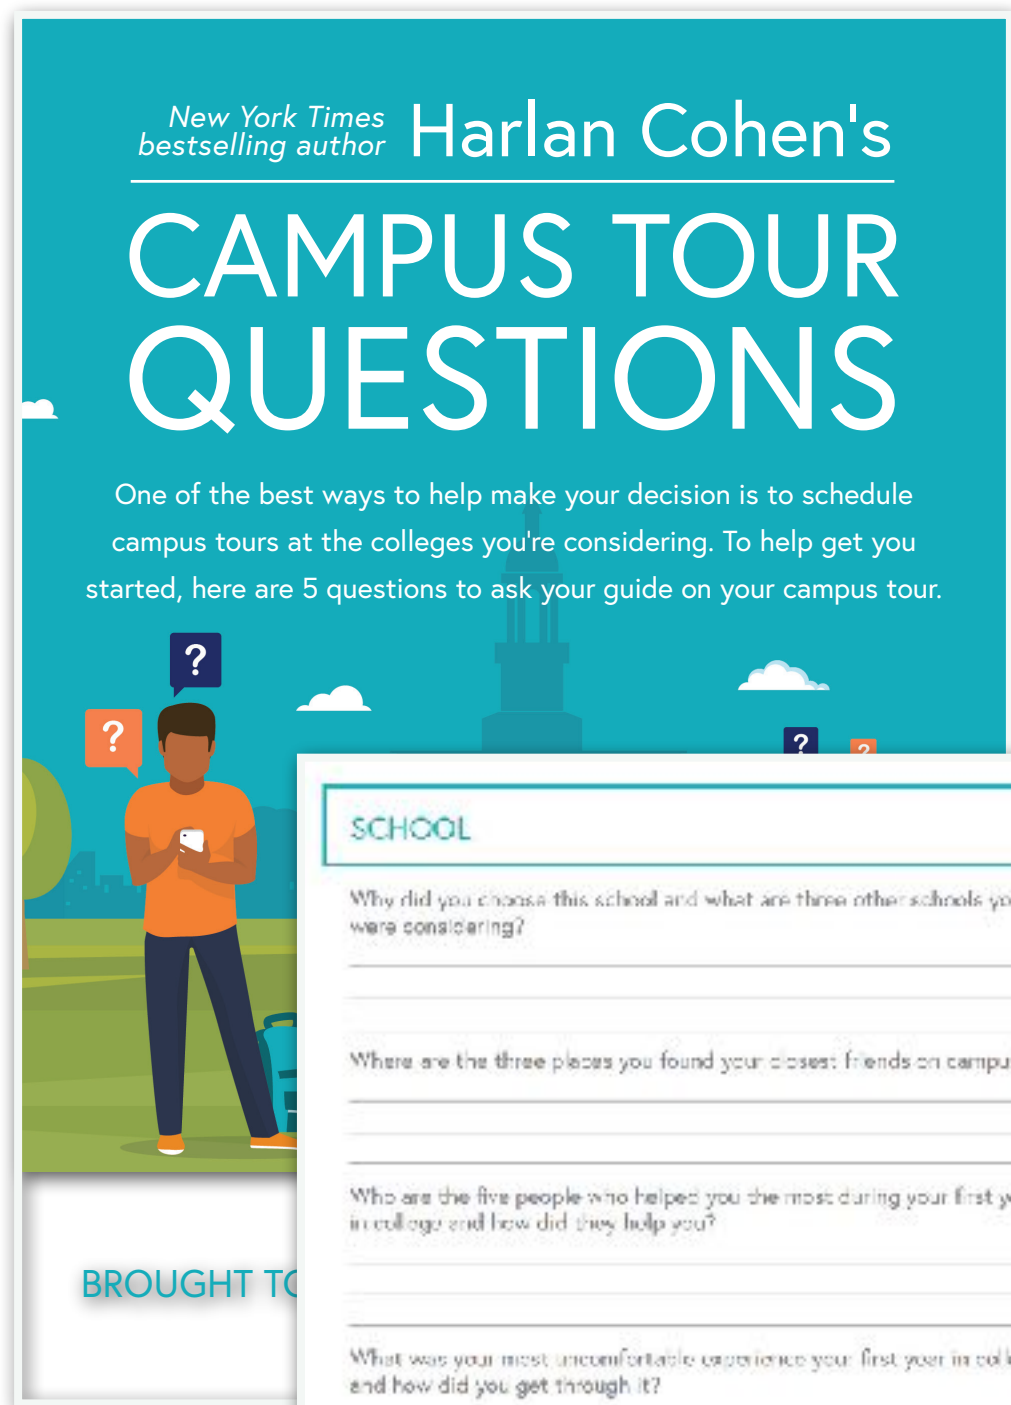 New York Times
bestselling author
Harlan Cohen's
CAMPUS TOUR
QUESTIONS
One of the best ways to help make your decision is to schedule
campus tours at the colleges you're considering. To help get you
started, here are 5 questions to ask your guide on your campus tour.
?
?
?
?
SCHOOL
Why did you choose this school and what are three other schools yo
were considering?
Where are the three places you found your closest friends on campu
Who are the five people who helped you the most during your first y
in college and how did they help you?
What was your most uncomfortable experience your first year in coll
and how did you get through it?
BROUGHT TO